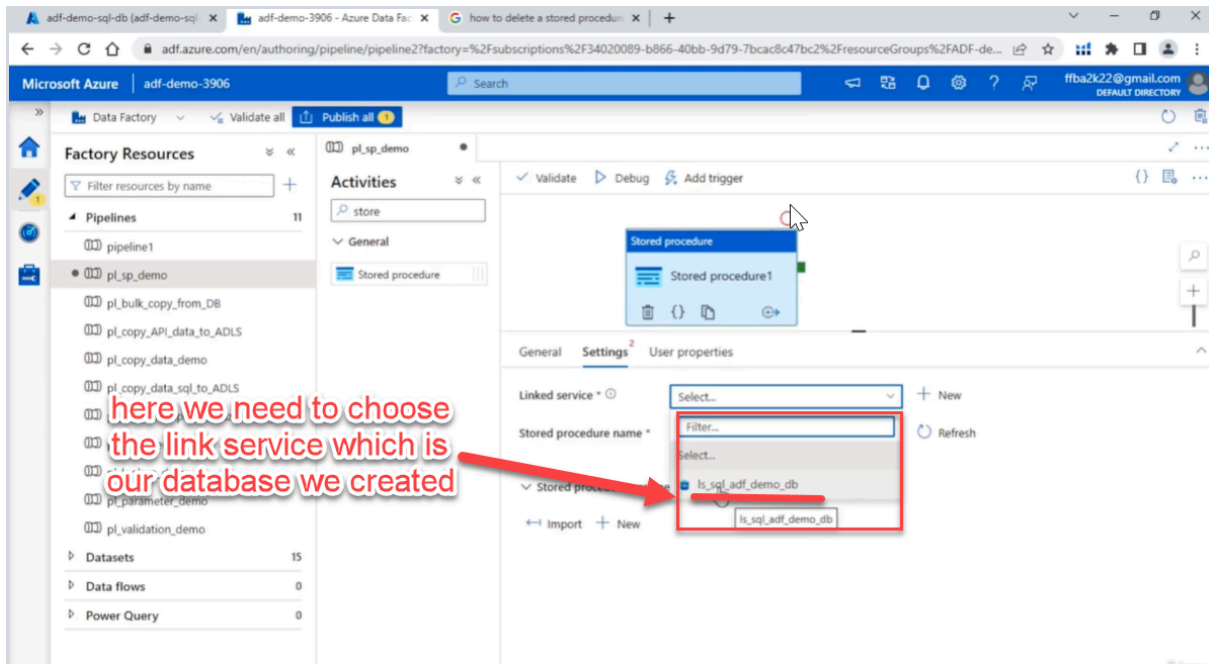 adf-demo-sql-db (adf-demo-sql-
adf-demo-3906 - Azure Data Fac
how to delete a stored procedur
adf.azure.com/en/authoring/pipeline/pipeline2?factory=%2Fsubscriptions%2F34020089-b866-40bb-9d79-7bcac8c47bc2%2FresourceGroups%2FADF-de...
Microsoft Azure
adf-demo-3906
Search
ffba2k22@gmail.com
DEFAULT DIRECTORY
Data Factory
Validate all
Publish all 1
Factory Resources
Filter resources by name
Pipelines 11
pipeline1
pl_sp_demo
pl_bulk_copy_from_DB
pl_copy_API_data_to_ADLS
pl_copy_data_demo
pl_copy_data_sql_to_ADLS
pl_parameter_demo
pl_validation_demo
Datasets 15
Data flows 0
Power Query 0
pl_sp_demo
Activities
store
General
Stored procedure
Validate
Debug
Add trigger
Stored procedure
Stored procedure1
General
Settings 2
User properties
Linked service *
Select...
New
Stored procedure name *
Filter...
Refresh
Select...
ls_sql_adf_demo_db
Stored
ls_sql_adf_demo_db
Import
New
here we need to choose
the link service which is
our database we created
1